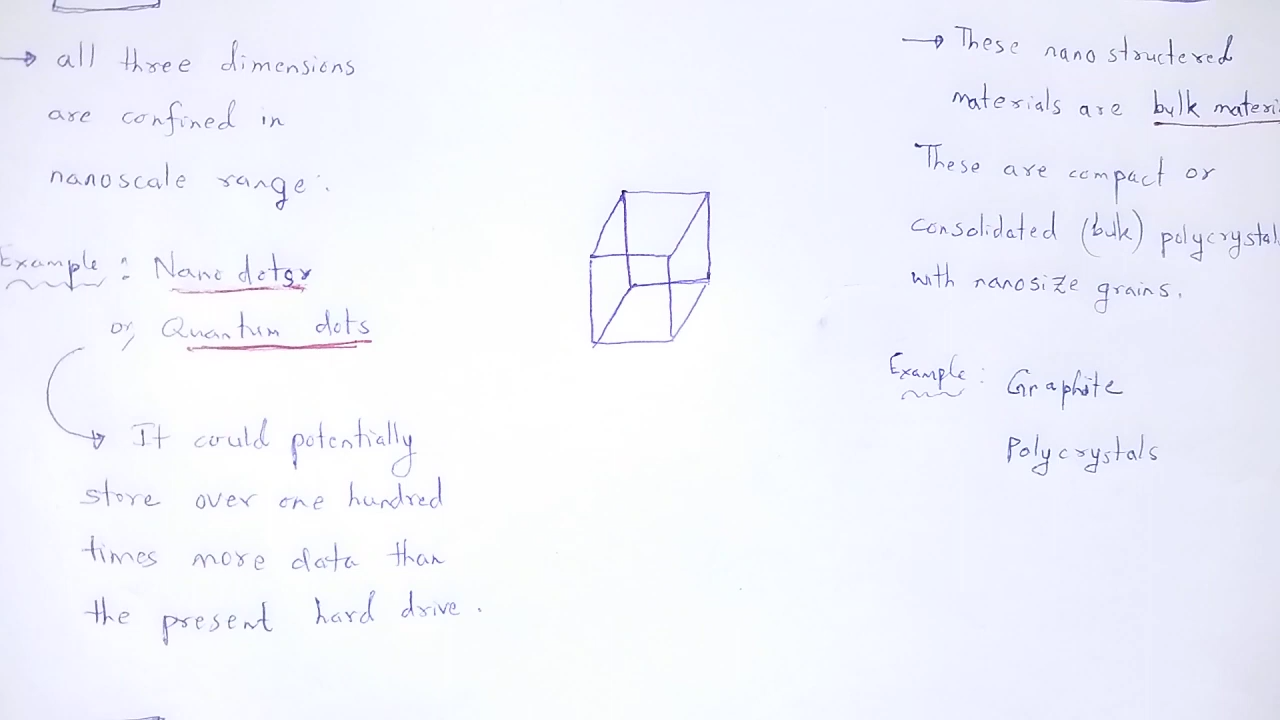 → all three dimensions
are confined in
nanoscale range.
Example : Nano dots,
or, Quantum dots
→ It could potentially
store over one hundred
times more data than
the present hard drive.
→ These nano structered
materials are bulk materi
These are compact or
consolidated (bulk) polycrystal
with nanosize grains.
Example : Graphite
Polycrystals